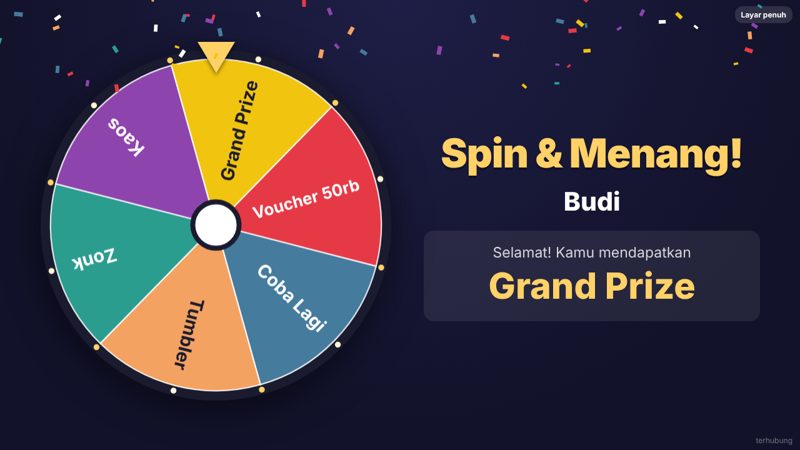 Layar penuh
Grand Prize
Voucher 50rb
Coba Lagi
Tumbler
Zonk
Kaos
Spin & Menang!
Budi
Selamat! Kamu mendapatkan
Grand Prize
terhubung